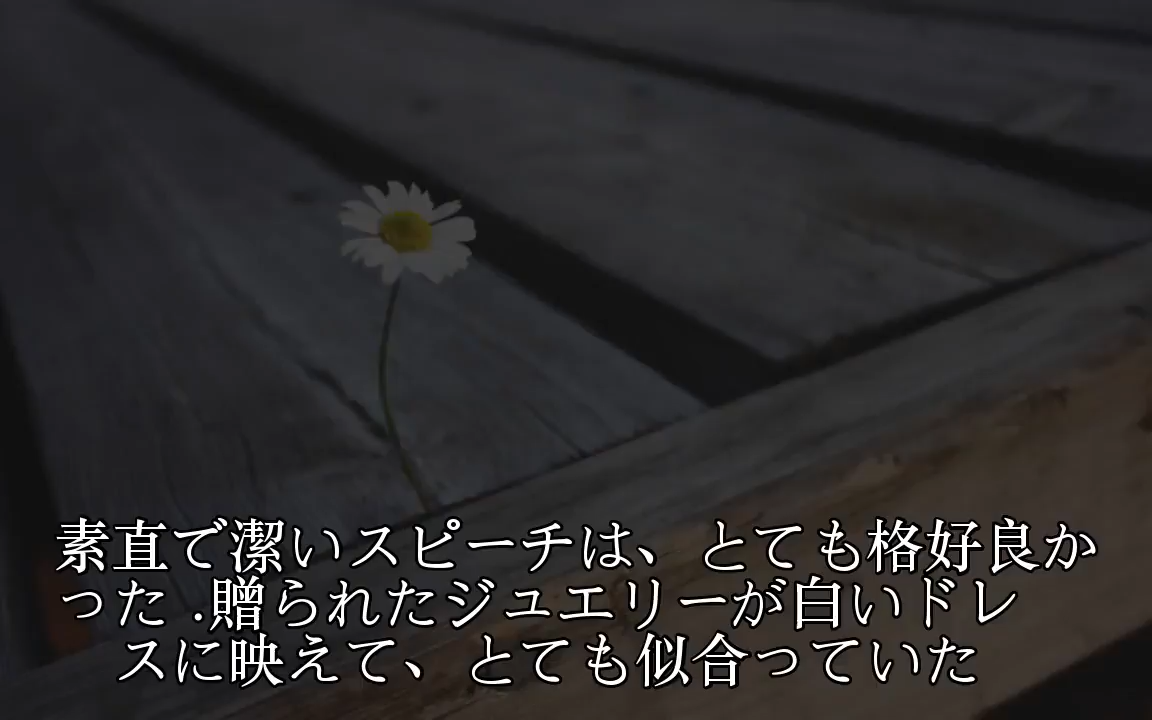 素直で潔いスピーチは、とても格好良か
った .贈られたジュエリーが白いドレ
スに映えて、とても似合っていた